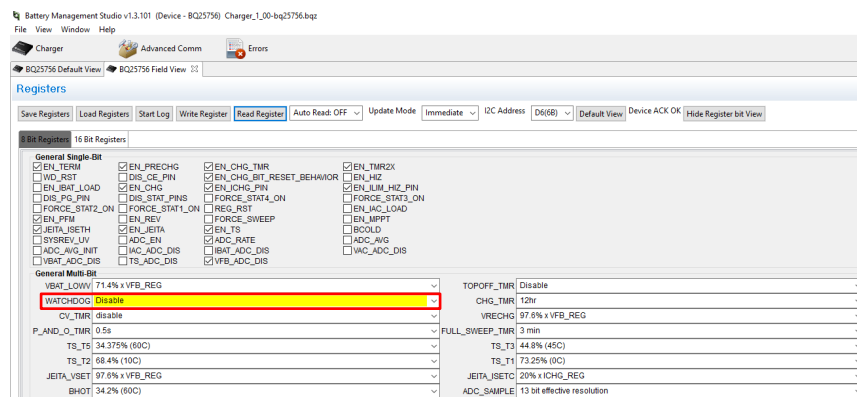 Battery Management Studio v1.3.101 (Device - BQ25756) Charger_1_00-bq25756.bqz
File View Window Help
Charger Advanced Comm Errors
BQ25756 Default View BQ25756 Field View
Registers
Save Registers Load Registers Start Log Write Register Read Register Auto Read: OFF Update Mode Immediate I2C Address D6(6B) Default View Device ACK OK Hide Register bit View
8 Bit Registers 16 Bit Registers
General Single-Bit
EN_TERM EN_PRECHG EN_CHG_TMR EN_TMR2X
WD_RST DIS_CE_PIN EN_CHG_BIT_RESET_BEHAVIOR EN_HIZ
EN_IBAT_LOAD EN_CHG EN_ICHG_PIN EN_ILIM_HIZ_PIN
DIS_PG_PIN DIS_STAT_PINS FORCE_STAT4_ON FORCE_STAT3_ON
FORCE_STAT2_ON FORCE_STAT1_ON REG_RST EN_IAC_LOAD
EN_PFM EN_REV FORCE_SWEEP EN_MPPT
JEITA_ISETH EN_JEITA EN_TS BCOLD
SYSREV_UV ADC_EN ADC_RATE ADC_AVG
ADC_AVG_INIT IAC_ADC_DIS IBAT_ADC_DIS VAC_ADC_DIS
VBAT_ADC_DIS TS_ADC_DIS VFB_ADC_DIS
General Multi-Bit
VBAT_LOWV 71.4% x VFB_REG TOPOFF_TMR Disable
WATCHDOG Disable CHG_TMR 12hr
CV_TMR disable VRECHG 97.6% x VFB_REG
P_AND_O_TMR 0.5s FULL_SWEEP_TMR 3 min
TS_T5 34.375% (60C) TS_T3 44.8% (45C)
TS_T2 68.4% (10C) TS_T1 73.25% (0C)
JEITA_VSET 97.6% x VFB_REG JEITA_ISETC 20% x ICHG_REG
BHOT 34.2% (60C) ADC_SAMPLE 13 bit effective resolution